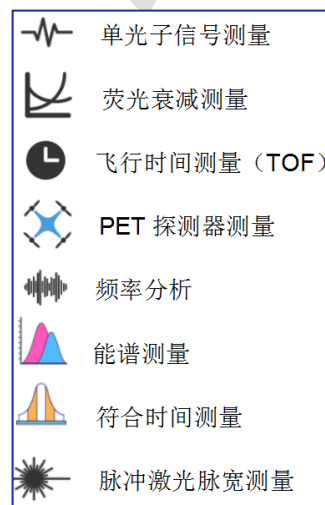 单光子信号测量
荧光衰减测量
飞行时间测量（TOF）
PET 探测器测量
频率分析
能谱测量
符合时间测量
脉冲激光脉宽测量